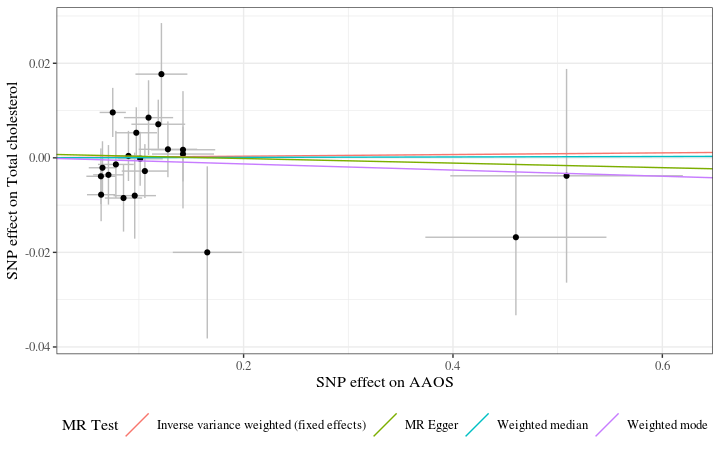 0.02
0.00
-0.02
-0.04
SNP effect on Total cholesterol
0.2
0.4
0.6
SNP effect on AAOS
MR Test
Inverse variance weighted (fixed effects)
MR Egger
Weighted median
Weighted mode